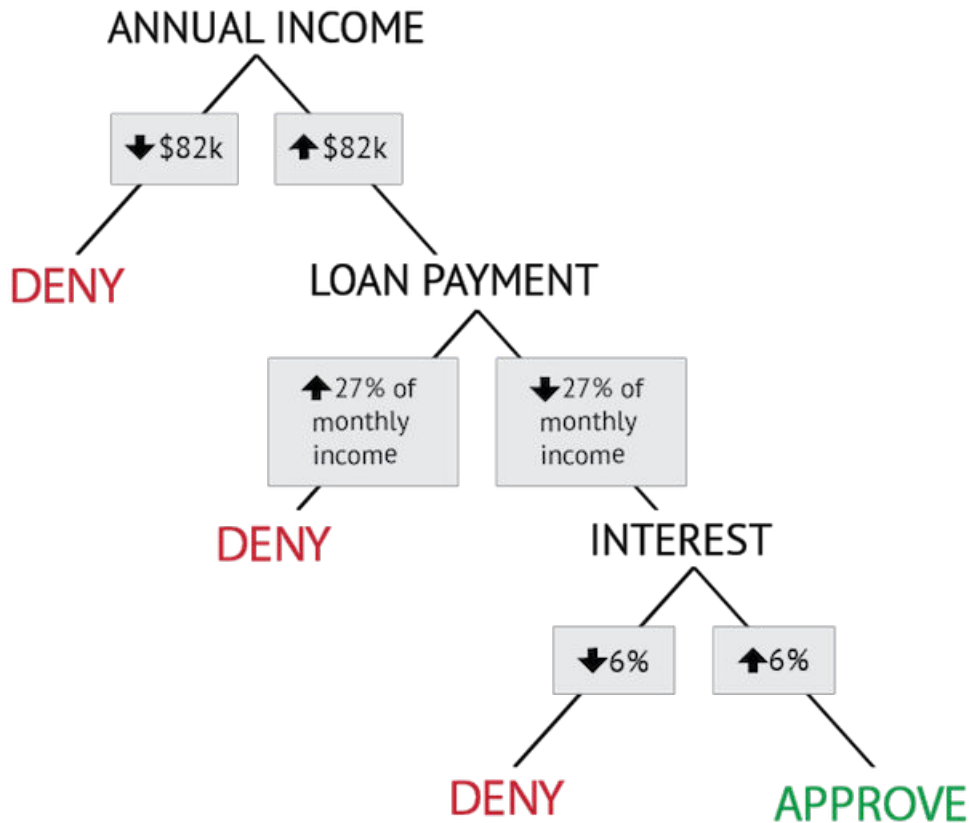 ANNUAL INCOME
⬇$82k
⬆$82k
DENY
LOAN PAYMENT
⬆27% of
monthly
income
⬇27% of
monthly
income
DENY
INTEREST
⬇6%
⬆6%
DENY
APPROVE